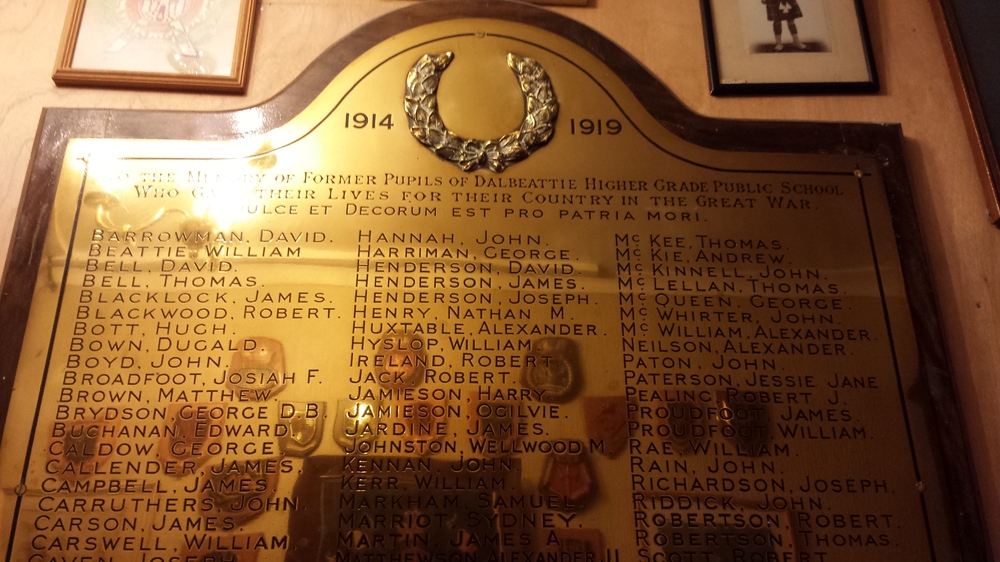 1914 1919
TO THE MEMORY OF FORMER PUPILS OF DALBEATTIE HIGHER GRADE PUBLIC SCHOOL
WHO GAVE THEIR LIVES FOR THEIR COUNTRY IN THE GREAT WAR.
DULCE ET DECORUM EST PRO PATRIA MORI.
BARROWMAN, DAVID.
BEATTIE, WILLIAM
BELL, DAVID.
BELL, THOMAS.
BLACKLOCK, JAMES.
BLACKWOOD, ROBERT.
BOTT, HUGH.
BOWN, DUGALD.
BOYD, JOHN.
BROADFOOT, JOSIAH F.
BROWN, MATTHEW
BRYDSON, GEORGE D.B.
BUCHANAN, EDWARD
CALDOW, GEORGE
CALLENDER, JAMES.
CAMPBELL, JAMES
CARRUTHERS, JOHN
CARSON, JAMES.
CARSWELL, WILLIAM.
CAVEN, JOSEPH
HANNAH, JOHN.
HARRIMAN, GEORGE.
HENDERSON, DAVID.
HENDERSON, JAMES.
HENDERSON, JOSEPH.
HENRY, NATHAN M.
HUXTABLE, ALEXANDER.
HYSLOP, WILLIAM.
IRELAND, ROBERT.
JACK, ROBERT.
JAMIESON, HARRY
JAMIESON, OGILVIE.
JARDINE, JAMES.
JOHNSTON, WELLWOOD M.
KENNAN, JOHN.
KERR, WILLIAM.
MARKHAM, SAMUEL.
MARRIOT, SYDNEY.
MARTIN, JAMES A.
MATTHEWSON, ALEXANDER
Mc KEE, THOMAS.
Mc KIE, ANDREW.
Mc KINNELL, JOHN.
Mc LELLAN, THOMAS.
Mc QUEEN, GEORGE.
Mc WHIRTER, JOHN.
Mc WILLIAM, ALEXANDER.
NEILSON, ALEXANDER.
PATON, JOHN.
PATERSON, JESSIE JANE
PEALING, ROBERT J.
PROUDFOOT, JAMES.
PROUDFOOT, WILLIAM.
RAE, WILLIAM.
RAIN, JOHN.
RICHARDSON, JOSEPH.
RIDDICK, JOHN.
ROBERTSON, ROBERT.
ROBERTSON, THOMAS.
SCOTT, ROBERT.